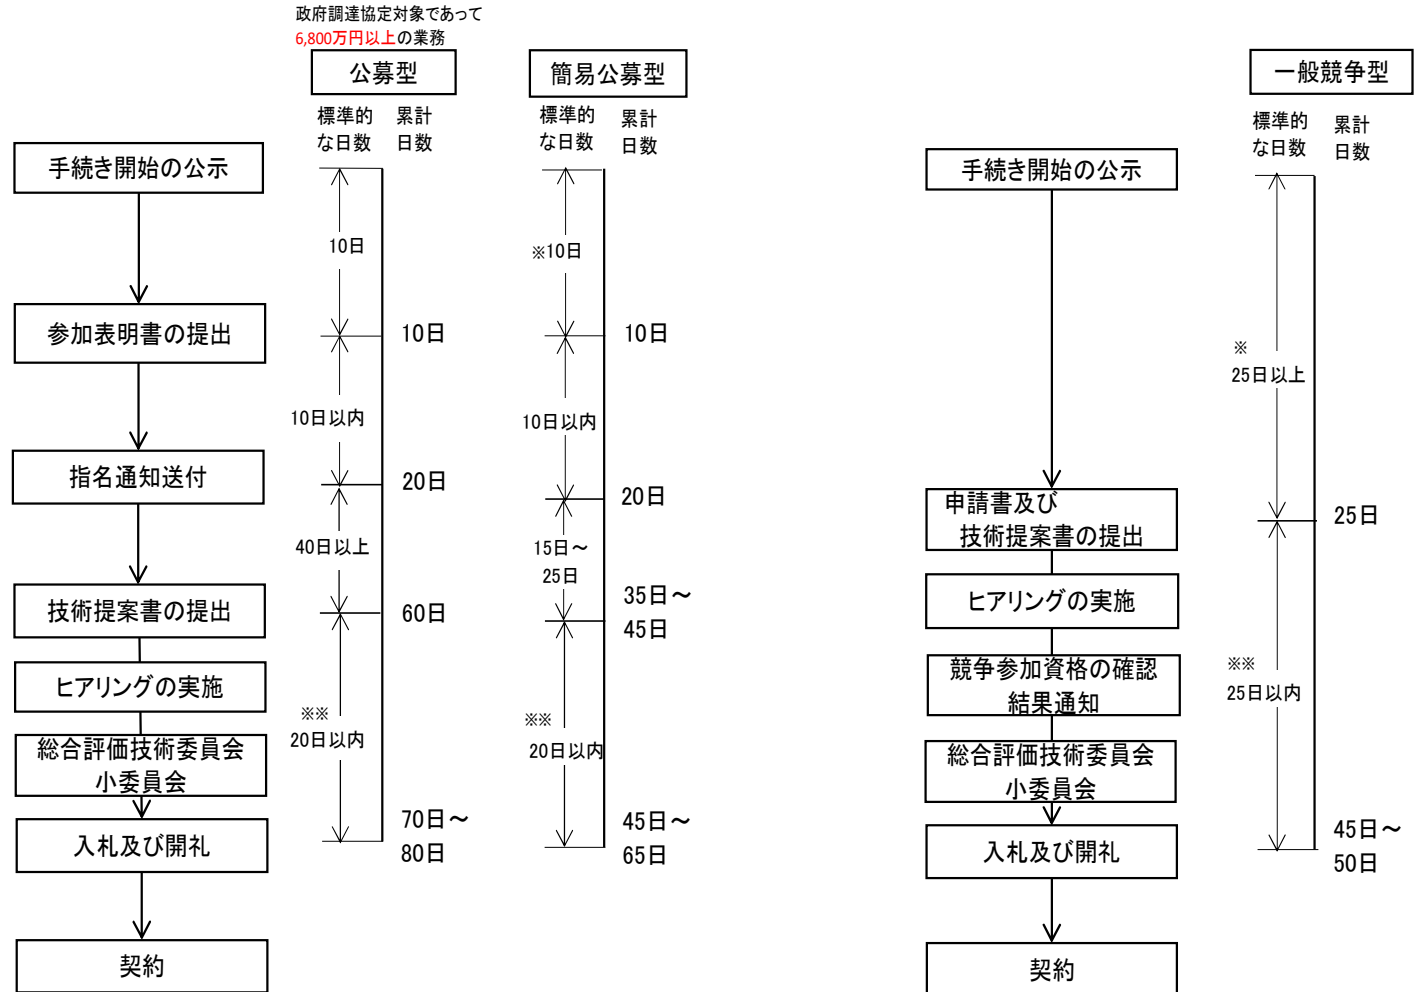 政府調達協定対象であって
6,800万円以上の業務
公募型
標準的
な日数
累計
日数
簡易公募型
標準的
な日数
累計
日数
手続き開始の公示
参加表明書の提出
指名通知送付
技術提案書の提出
ヒアリングの実施
総合評価技術委員会
小委員会
入札及び開札
契約
10日
10日以内
40日以上
※※
20日以内
10日
20日
60日
70日～
80日
※10日
10日以内
15日～
25日
※※
20日以内
10日
20日
35日～
45日
45日～
65日
一般競争型
標準的
な日数
累計
日数
手続き開始の公示
申請書及び
技術提案書の提出
ヒアリングの実施
競争参加資格の確認
結果通知
総合評価技術委員会
小委員会
入札及び開札
契約
※
25日以上
※※
25日以内
25日
45日～
50日